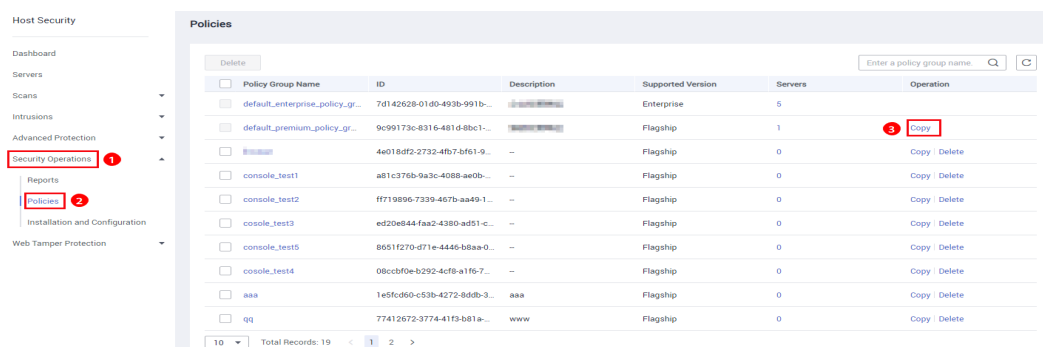 Host Security
Dashboard
Servers
Scans
Intrusions
Advanced Protection
Security Operations 1
Reports
Policies 2
Installation and Configuration
Web Tamper Protection
Policies
Delete
Enter a policy group name.
Policy Group Name ID Description Supported Version Servers Operation
default_enterprise_policy_gr... 7d142628-01d0-493b-991b-... Enterprise 5
default_premium_policy_gr... 9c99173c-8316-481d-8bc1-... Flagship 1 3 Copy
4e018df2-2732-4fb7-bf61-9... – Flagship 0 Copy | Delete
console_test1 a81c376b-9a3c-4088-ae0b-... – Flagship 0 Copy | Delete
console_test2 ff719896-7339-467b-aa49-1... – Flagship 0 Copy | Delete
cosole_test3 ed20e844-faa2-4380-ad51-c... – Flagship 0 Copy | Delete
console_test5 8651f270-d71e-4446-b8aa-0... – Flagship 0 Copy | Delete
cosole_test4 08ccbf0e-b292-4cf8-a1f6-7... – Flagship 0 Copy | Delete
aaa 1e5fcd60-c53b-4272-8ddb-3... aaa Flagship 0 Copy | Delete
qq 77412672-3774-41f3-b81a-... www Flagship 0 Copy | Delete
10 Total Records: 19 < 1 2 >